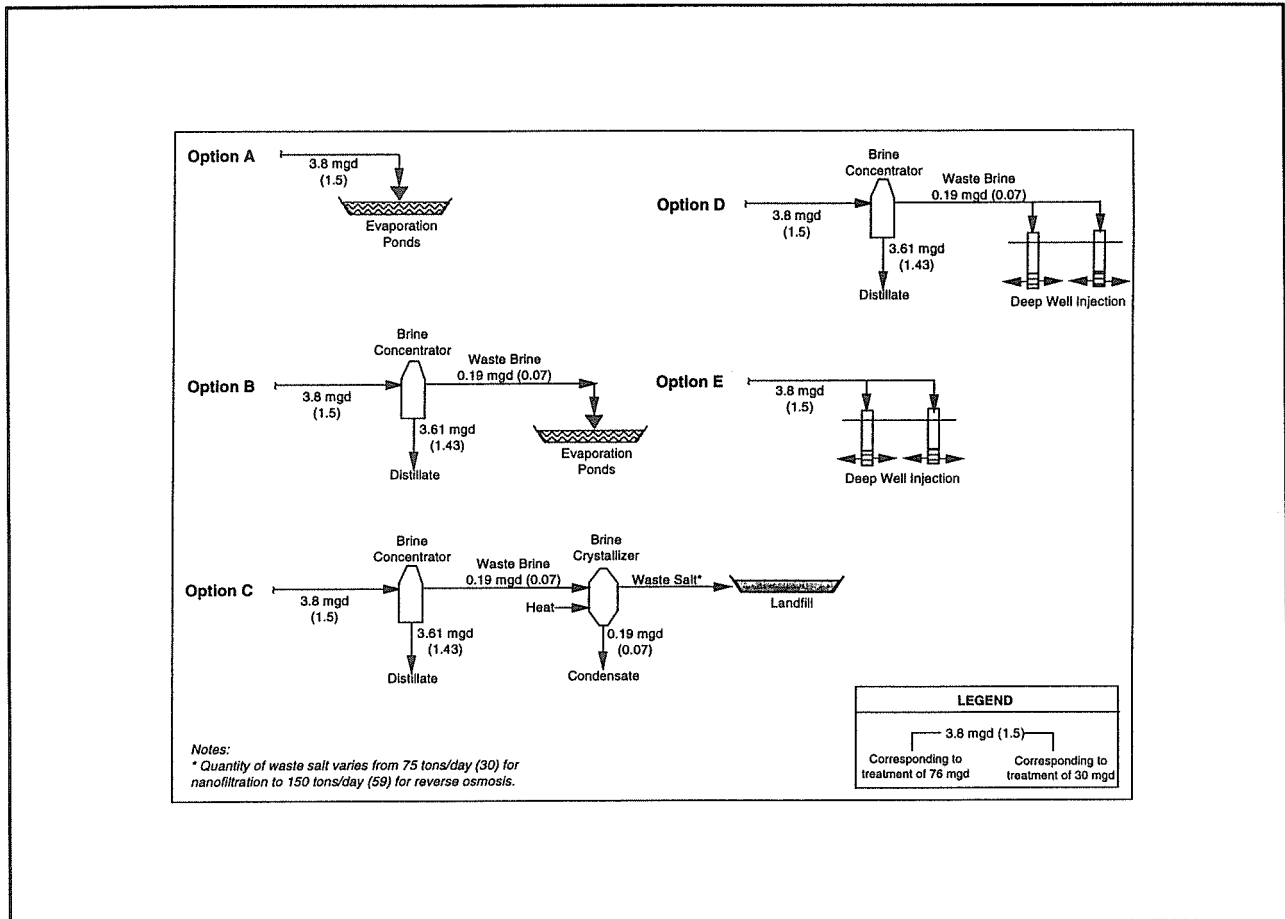 Option A
3.8 mgd
(1.5)
Evaporation
Ponds
Option B
3.8 mgd
(1.5)
Brine
Concentrator
Waste Brine
0.19 mgd (0.07)
3.61 mgd
(1.43)
Distillate
Evaporation
Ponds
Option C
3.8 mgd
(1.5)
Brine
Concentrator
Waste Brine
0.19 mgd (0.07)
3.61 mgd
(1.43)
Distillate
Brine
Crystallizer
Heat
Waste Salt*
0.19 mgd
(0.07)
Condensate
Landfill
Option D
3.8 mgd
(1.5)
Brine
Concentrator
Waste Brine
0.19 mgd (0.07)
3.61 mgd
(1.43)
Distillate
Deep Well Injection
Option E
3.8 mgd
(1.5)
Deep Well Injection
Notes:
* Quantity of waste salt varies from 75 tons/day (30) for
nanofiltration to 150 tons/day (59) for reverse osmosis.
LEGEND
3.8 mgd (1.5)
Corresponding to
treatment of 76 mgd
Corresponding to
treatment of 30 mgd